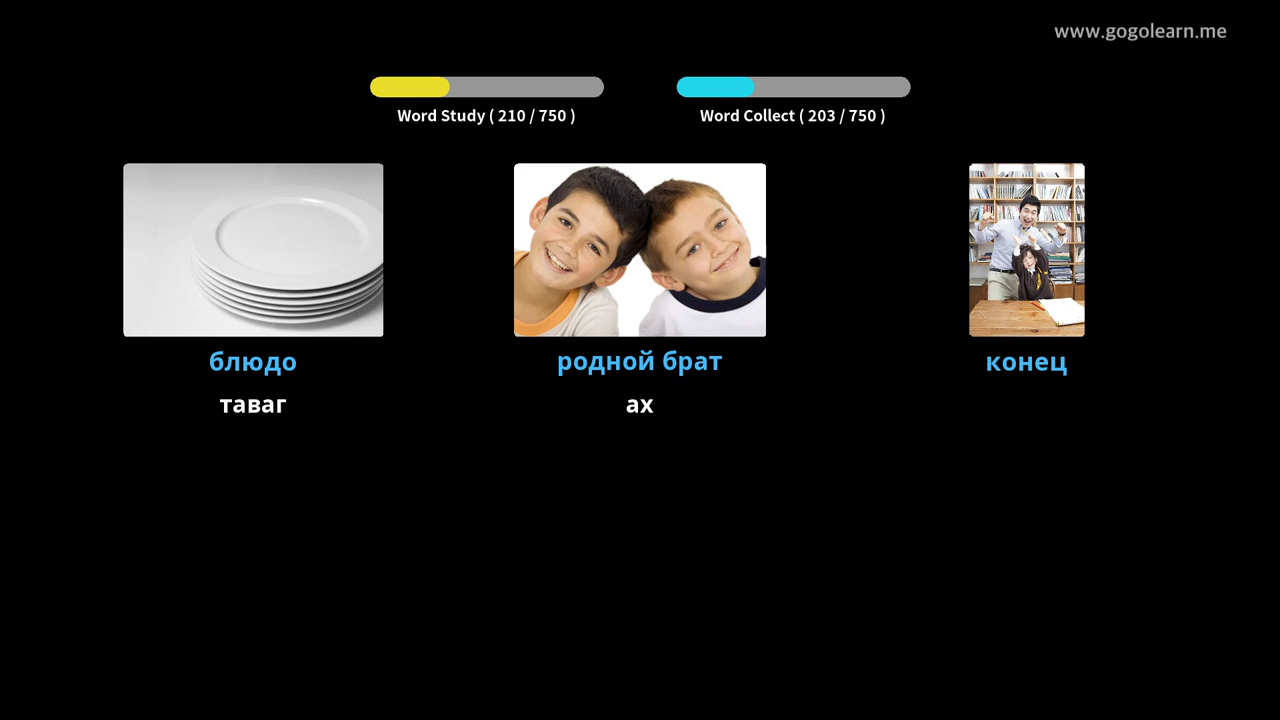 www.gogolearn.me
Word Study ( 210 / 750 )
Word Collect ( 203 / 750 )
блюдо
родной брат
конец
таваг
ах